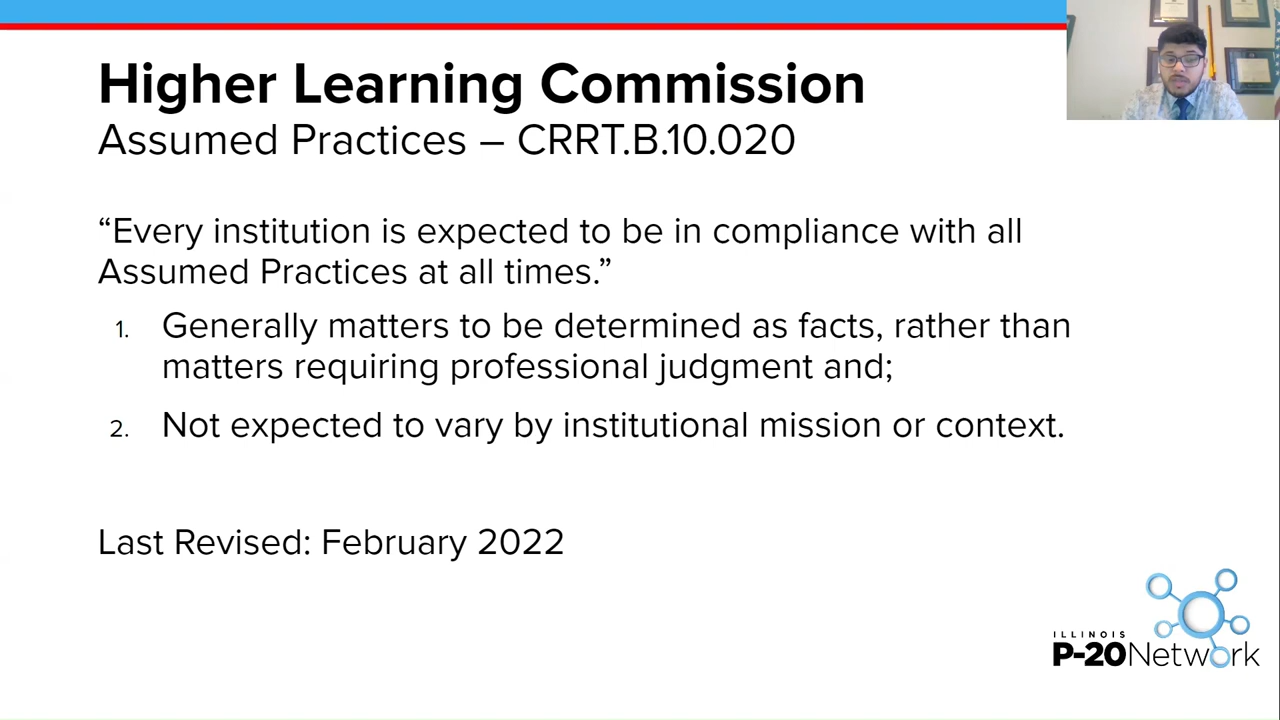 Higher Learning Commission
Assumed Practices – CRRT.B.10.020
“Every institution is expected to be in compliance with all
Assumed Practices at all times.”
1. Generally matters to be determined as facts, rather than
matters requiring professional judgment and;
2. Not expected to vary by institutional mission or context.
Last Revised: February 2022
ILLINOIS
P-20Network